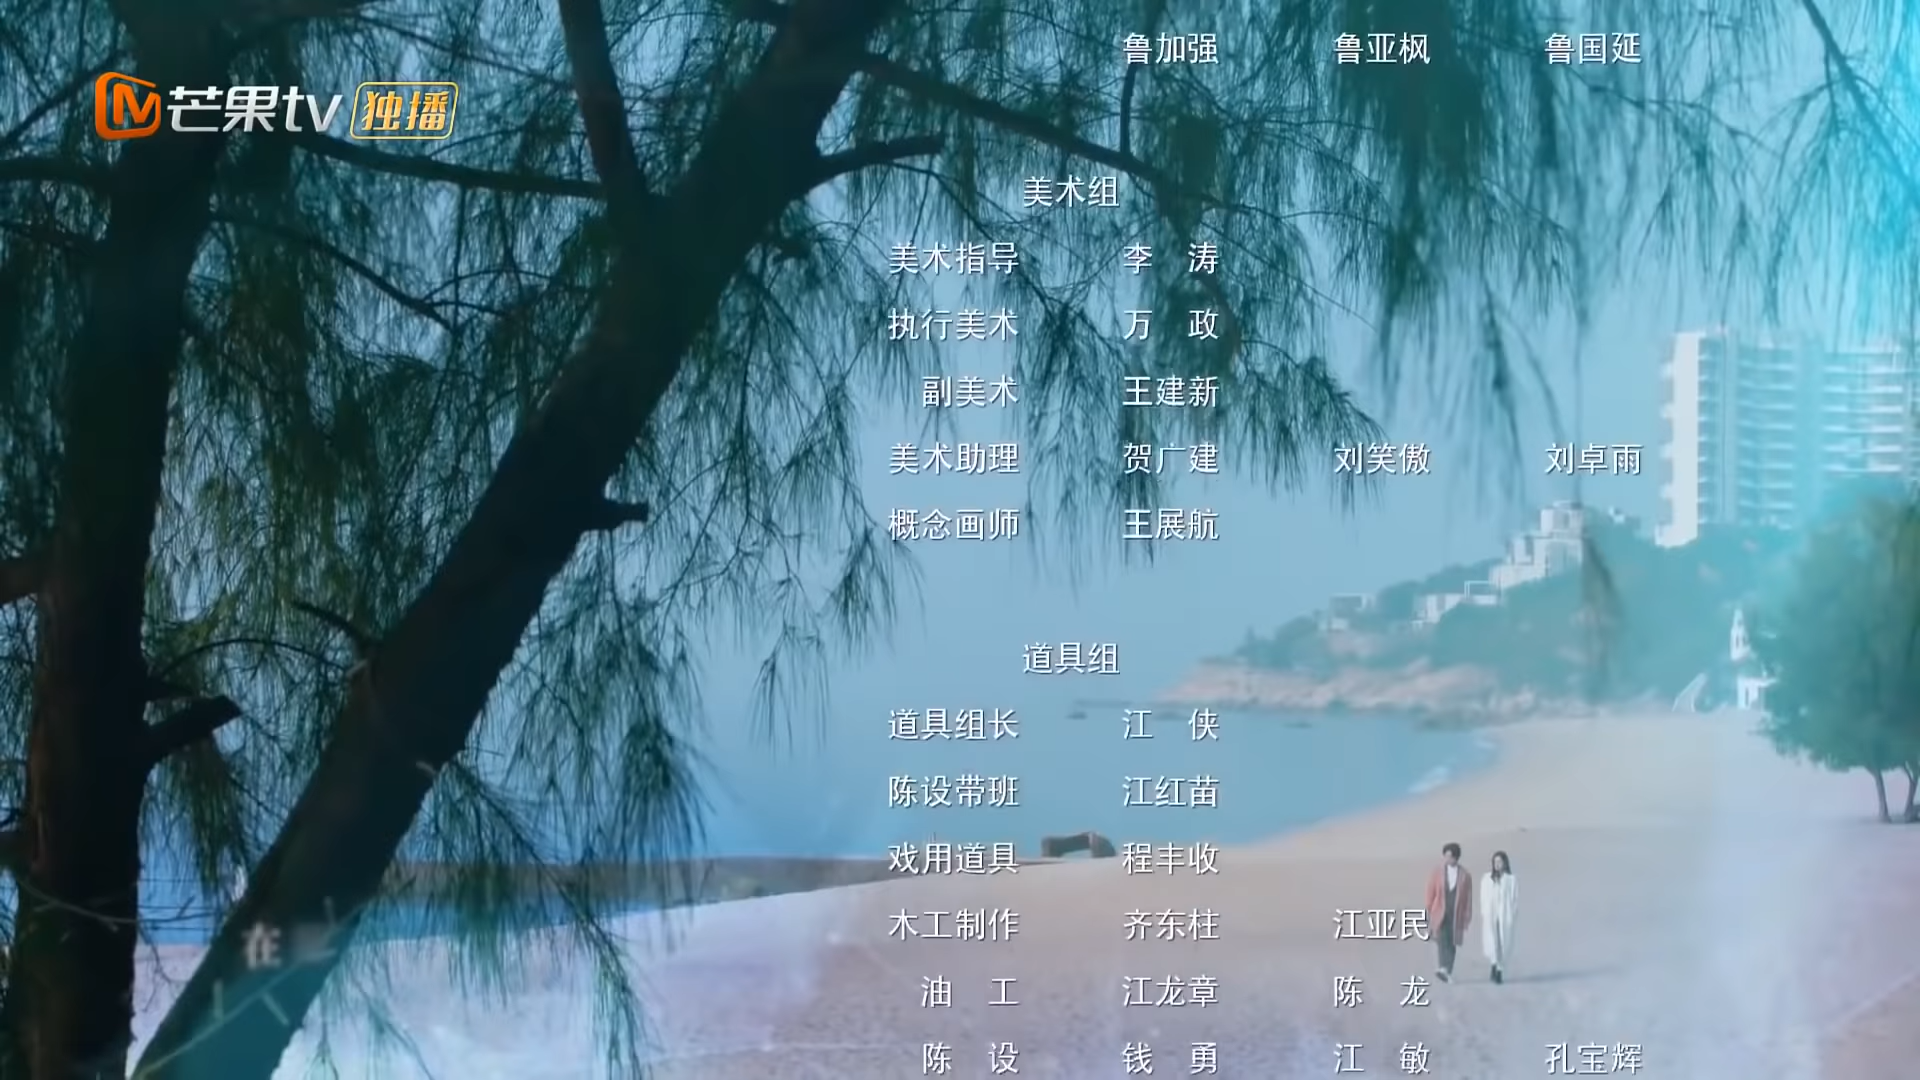 鲁加强 鲁亚枫 鲁国延
芒果tv 独播
美术组
美术指导 李 涛
执行美术 万 政
副美术 王建新
美术助理 贺广建 刘笑傲 刘卓雨
概念画师 王展航
道具组
道具组长 江 侠
陈设带班 江红苗
戏用道具 程丰收
木工制作 齐东柱 江亚民
在
油 工 江龙章 陈 龙
陈 设 钱 勇 江 敏 孔宝辉